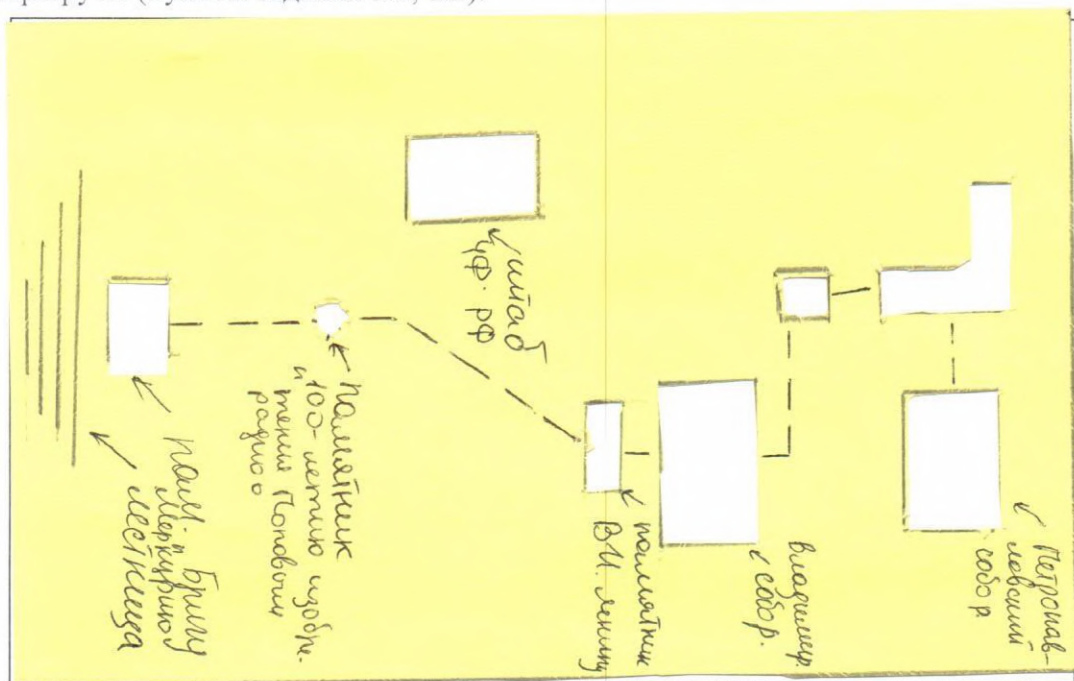 Петропав-
ловский
собор
Владимир.
собор.
памятник
В.И. Ленину
штаб
ЧФ. РФ
памятник
100-летию изобре-
тения Поповым
радио
пам. Бригу
"Меркурию"
лестница